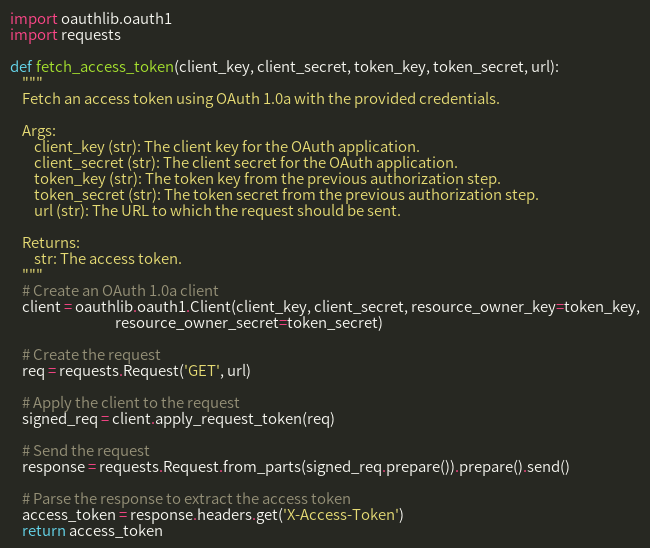 import oauthlib.oauth1
import requests

def fetch_access_token(client_key, client_secret, token_key, token_secret, url):
    """
    Fetch an access token using OAuth 1.0a with the provided credentials.

    Args:
        client_key (str): The client key for the OAuth application.
        client_secret (str): The client secret for the OAuth application.
        token_key (str): The token key from the previous authorization step.
        token_secret (str): The token secret from the previous authorization step.
        url (str): The URL to which the request should be sent.

    Returns:
        str: The access token.
    """
    # Create an OAuth 1.0a client
    client = oauthlib.oauth1.Client(client_key, client_secret, resource_owner_key=token_key,
                                    resource_owner_secret=token_secret)

    # Create the request
    req = requests.Request('GET', url)

    # Apply the client to the request
    signed_req = client.apply_request_token(req)

    # Send the request
    response = requests.Request.from_parts(signed_req.prepare()).prepare().send()

    # Parse the response to extract the access token
    access_token = response.headers.get('X-Access-Token')
    return access_token